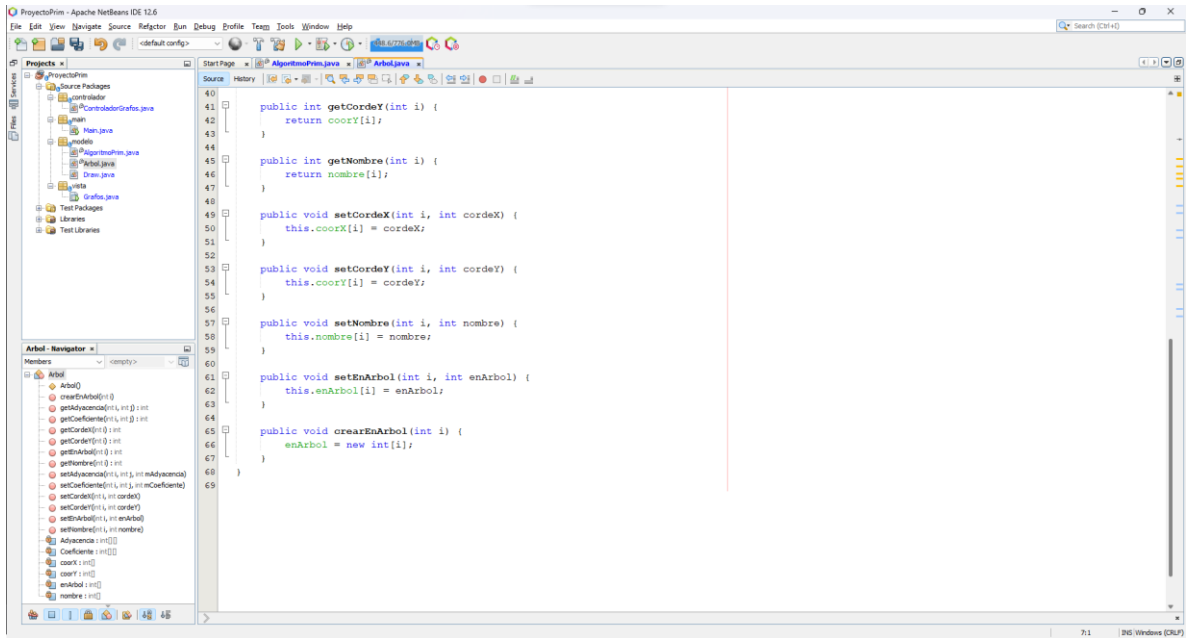 ProyectoPrim - Apache NetBeans IDE 12.6
File Edit View Navigate Source Refactor Run Debug Profile Team Tools Window Help
Search (Ctrl+I)
<default config>
Projects
Start Page AlgoritmoPrim.java Arbol.java
Source History
Services
Files
ProyectoPrim
Source Packages
controlador
ControladorGrafos.java
main
Main.java
modelo
AlgoritmoPrim.java
Arbol.java
Draw.java
vista
Grafos.java
Test Packages
Libraries
Test Libraries
40
41 public int getCordeY(int i) {
42 return coorY[i];
43 }
44
45 public int getNombre(int i) {
46 return nombre[i];
47 }
48
49 public void setCordeX(int i, int cordeX) {
50 this.coorX[i] = cordeX;
51 }
52
53 public void setCordeY(int i, int cordeY) {
54 this.coorY[i] = cordeY;
55 }
56
57 public void setNombre(int i, int nombre) {
58 this.nombre[i] = nombre;
59 }
60
61 public void setEnArbol(int i, int enArbol) {
62 this.enArbol[i] = enArbol;
63 }
64
65 public void crearEnArbol(int i) {
66 enArbol = new int[i];
67 }
68 }
69
Arbol - Navigator
Members <empty>
Arbol
Arbol()
crearEnArbol(int i)
getAdyacencia(int i, int j) : int
getCoeficiente(int i, int j) : int
getCordeX(int i) : int
getCordeY(int i) : int
getEnArbol(int i) : int
getNombre(int i) : int
setAdyacencia(int i, int j, int mAdyacencia)
setCoeficiente(int i, int j, int mCoeficiente)
setCordeX(int i, int cordeX)
setCordeY(int i, int cordeY)
setEnArbol(int i, int enArbol)
setNombre(int i, int nombre)
Adyacencia : int[][]
Coeficiente : int[][]
coorX : int[]
coorY : int[]
enArbol : int[]
nombre : int[]
7:1 INS Windows (CRLF)